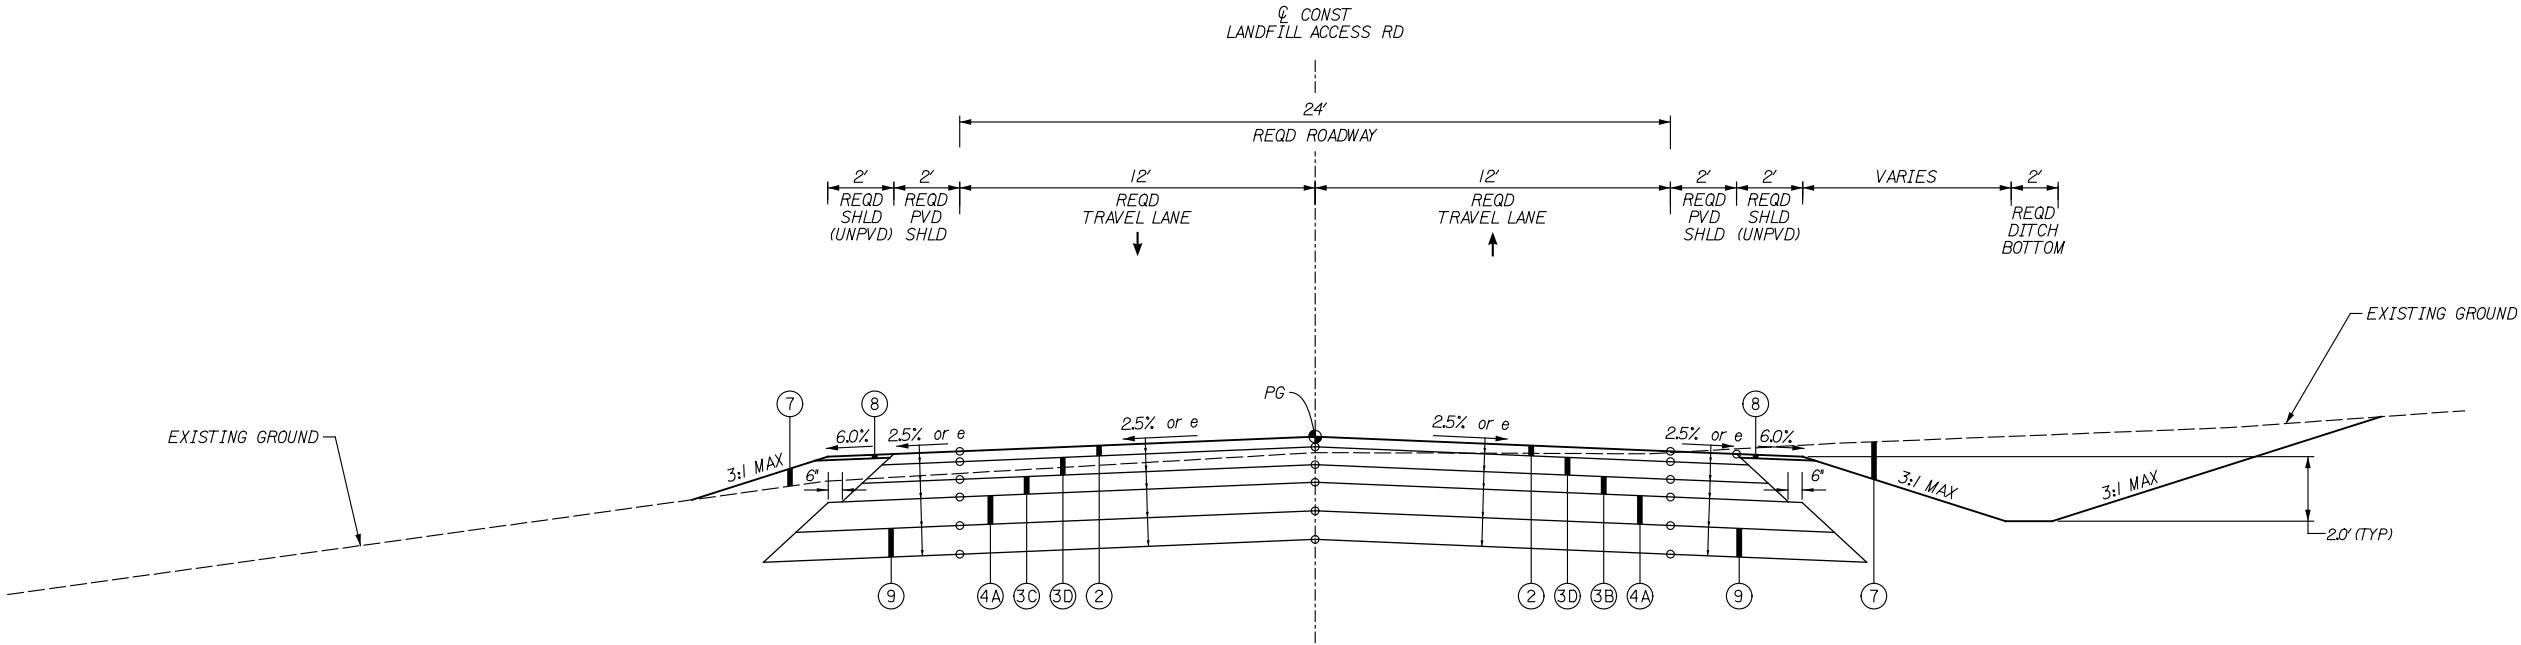 ℄ CONST
LANDFILL ACCESS RD
24'
REQD ROADWAY
2'
REQD
SHLD
(UNPVD)
2'
REQD
PVD
SHLD
12'
REQD
TRAVEL LANE
12'
REQD
TRAVEL LANE
2'
REQD
PVD
SHLD
2'
REQD
SHLD
(UNPVD)
VARIES
2'
REQD
DITCH
BOTTOM
EXISTING GROUND
PG
7
8
8
EXISTING GROUND
6.0%
2.5% or e
2.5% or e
2.5% or e
2.5% or e
6.0%
3:1 MAX
6"
6"
3:1 MAX
3:1 MAX
2.0' (TYP)
9
4A
3C
3D
2
2
3D
3B
4A
9
7